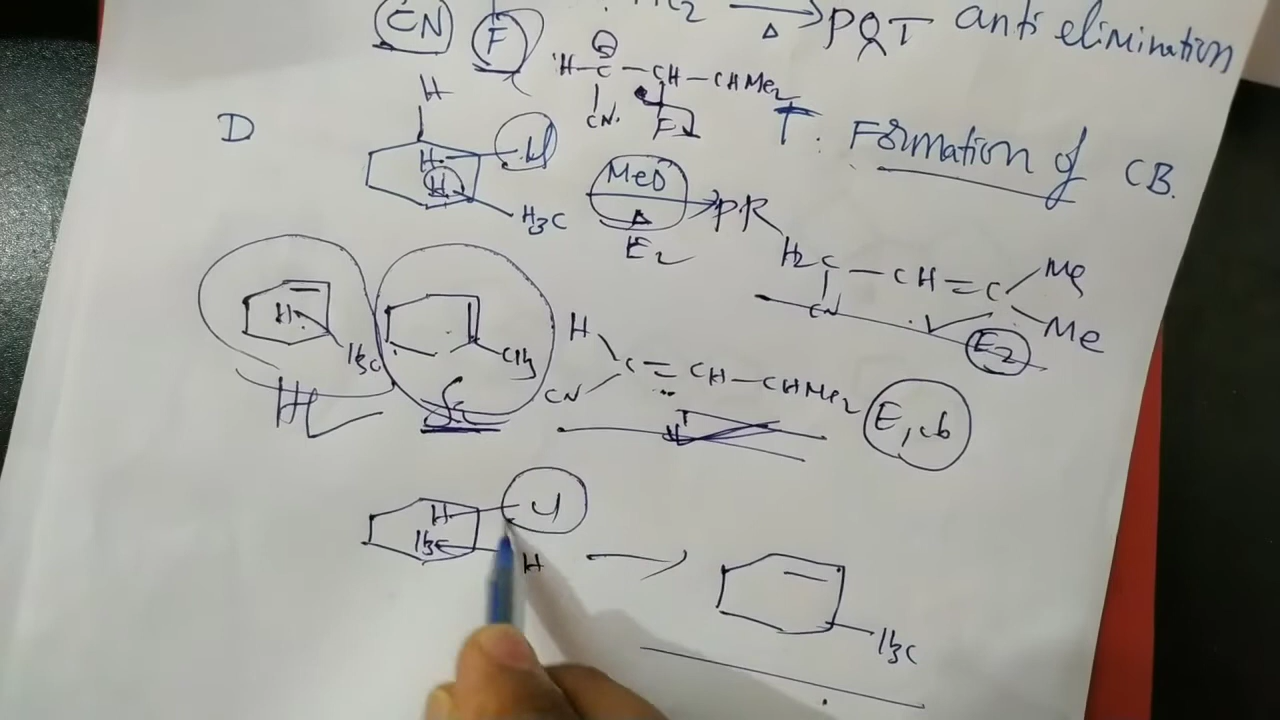 CN F Δ PQT anti elimination
H—C—CH—CHMe2
CN. F
T. Formation of CB.
H
D
H H MeO⁻ PR
H3C Δ
E2
H2C — CH = C Me
CN Me
E2
H. H3C CH3
H
C = CH — CHMe2
CN
E1cb
H
H3C H
H3C